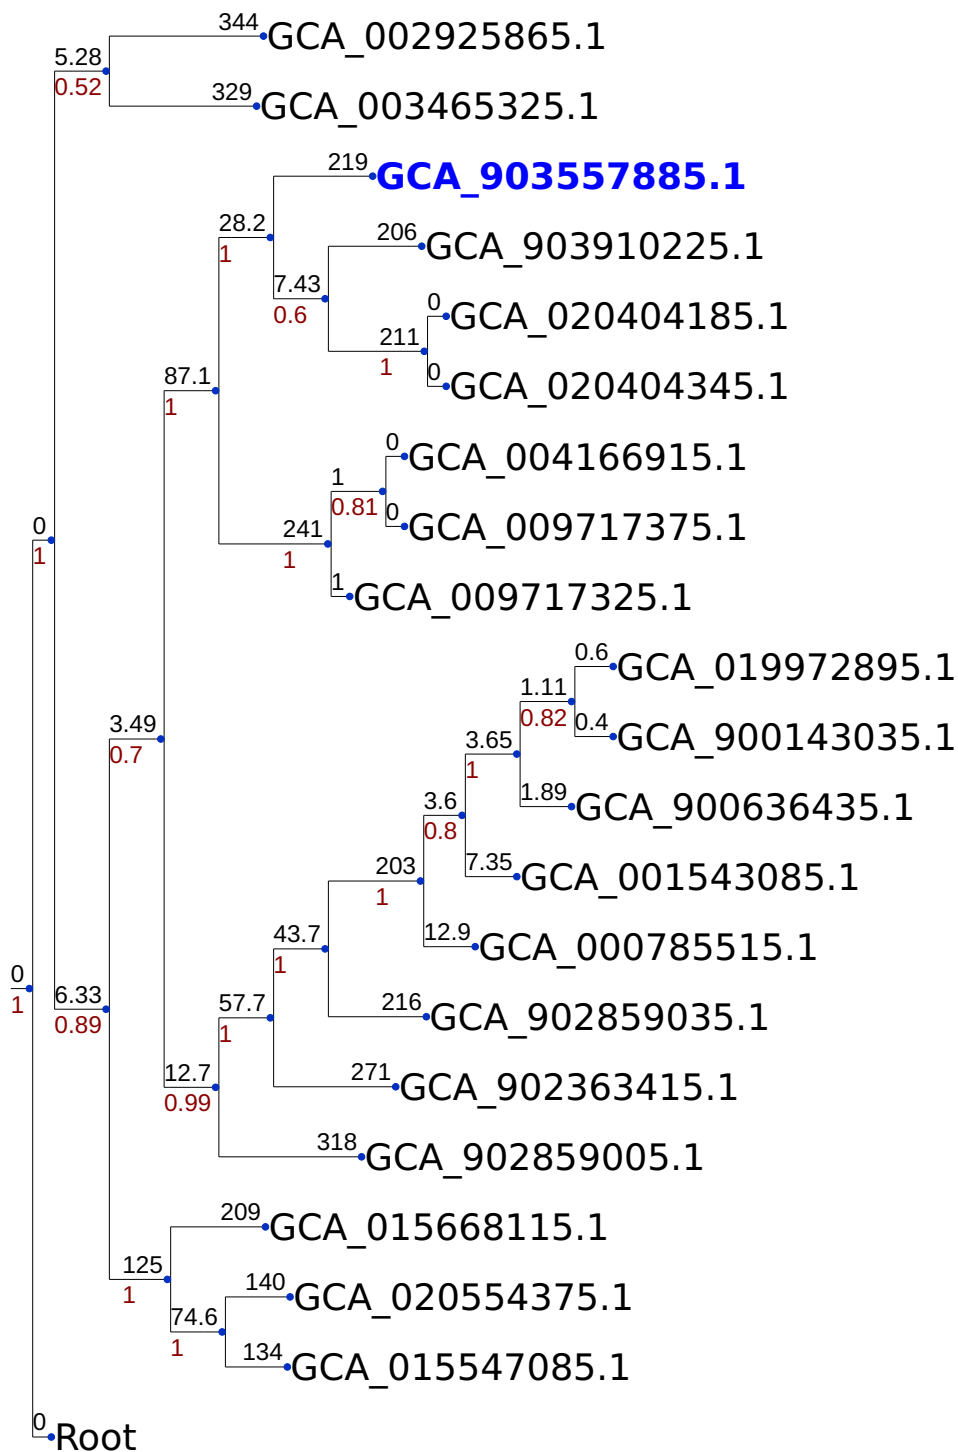 344 GCA_002925865.1
5.28
0.52
329 GCA_003465325.1
219 GCA_903557885.1
28.2
1
206 GCA_903910225.1
7.43
0.6
0 GCA_020404185.1
211
1
0 GCA_020404345.1
87.1
1
0 GCA_004166915.1
1
0.81
0 GCA_009717375.1
241
1
1 GCA_009717325.1
0
1
0.6 GCA_019972895.1
1.11
0.82
0.4 GCA_900143035.1
3.49
0.7
3.65
1
1.89 GCA_900636435.1
3.6
0.8
7.35 GCA_001543085.1
203
1
12.9 GCA_000785515.1
43.7
1
0
1
6.33
0.89
216 GCA_902859035.1
57.7
1
271 GCA_902363415.1
12.7
0.99
318 GCA_902859005.1
209 GCA_015668115.1
125
1
140 GCA_020554375.1
74.6
1
134 GCA_015547085.1
0 Root